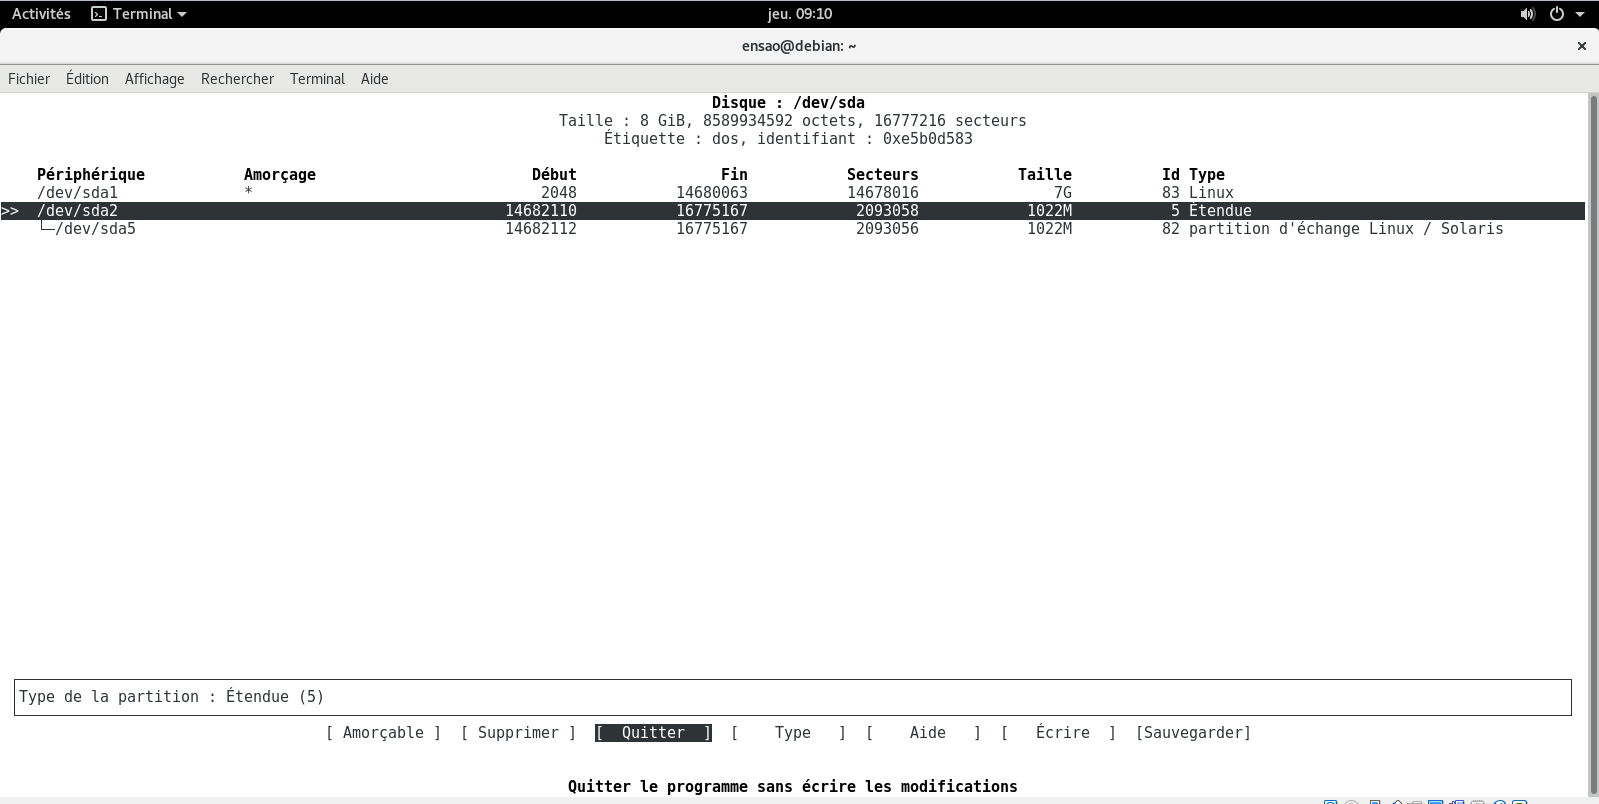 Activités Terminal jeu. 09:10
ensao@debian: ~ ×
Fichier Édition Affichage Rechercher Terminal Aide
Disque : /dev/sda
Taille : 8 GiB, 8589934592 octets, 16777216 secteurs
Étiquette : dos, identifiant : 0xe5b0d583
Périphérique Amorçage Début Fin Secteurs Taille Id Type
/dev/sda1 * 2048 14680063 14678016 7G 83 Linux
>> /dev/sda2 14682110 16775167 2093058 1022M 5 Étendue
└─/dev/sda5 14682112 16775167 2093056 1022M 82 partition d'échange Linux / Solaris
Type de la partition : Étendue (5)
[ Amorçable ] [ Supprimer ] [ Quitter ] [ Type ] [ Aide ] [ Écrire ] [Sauvegarder]
Quitter le programme sans écrire les modifications